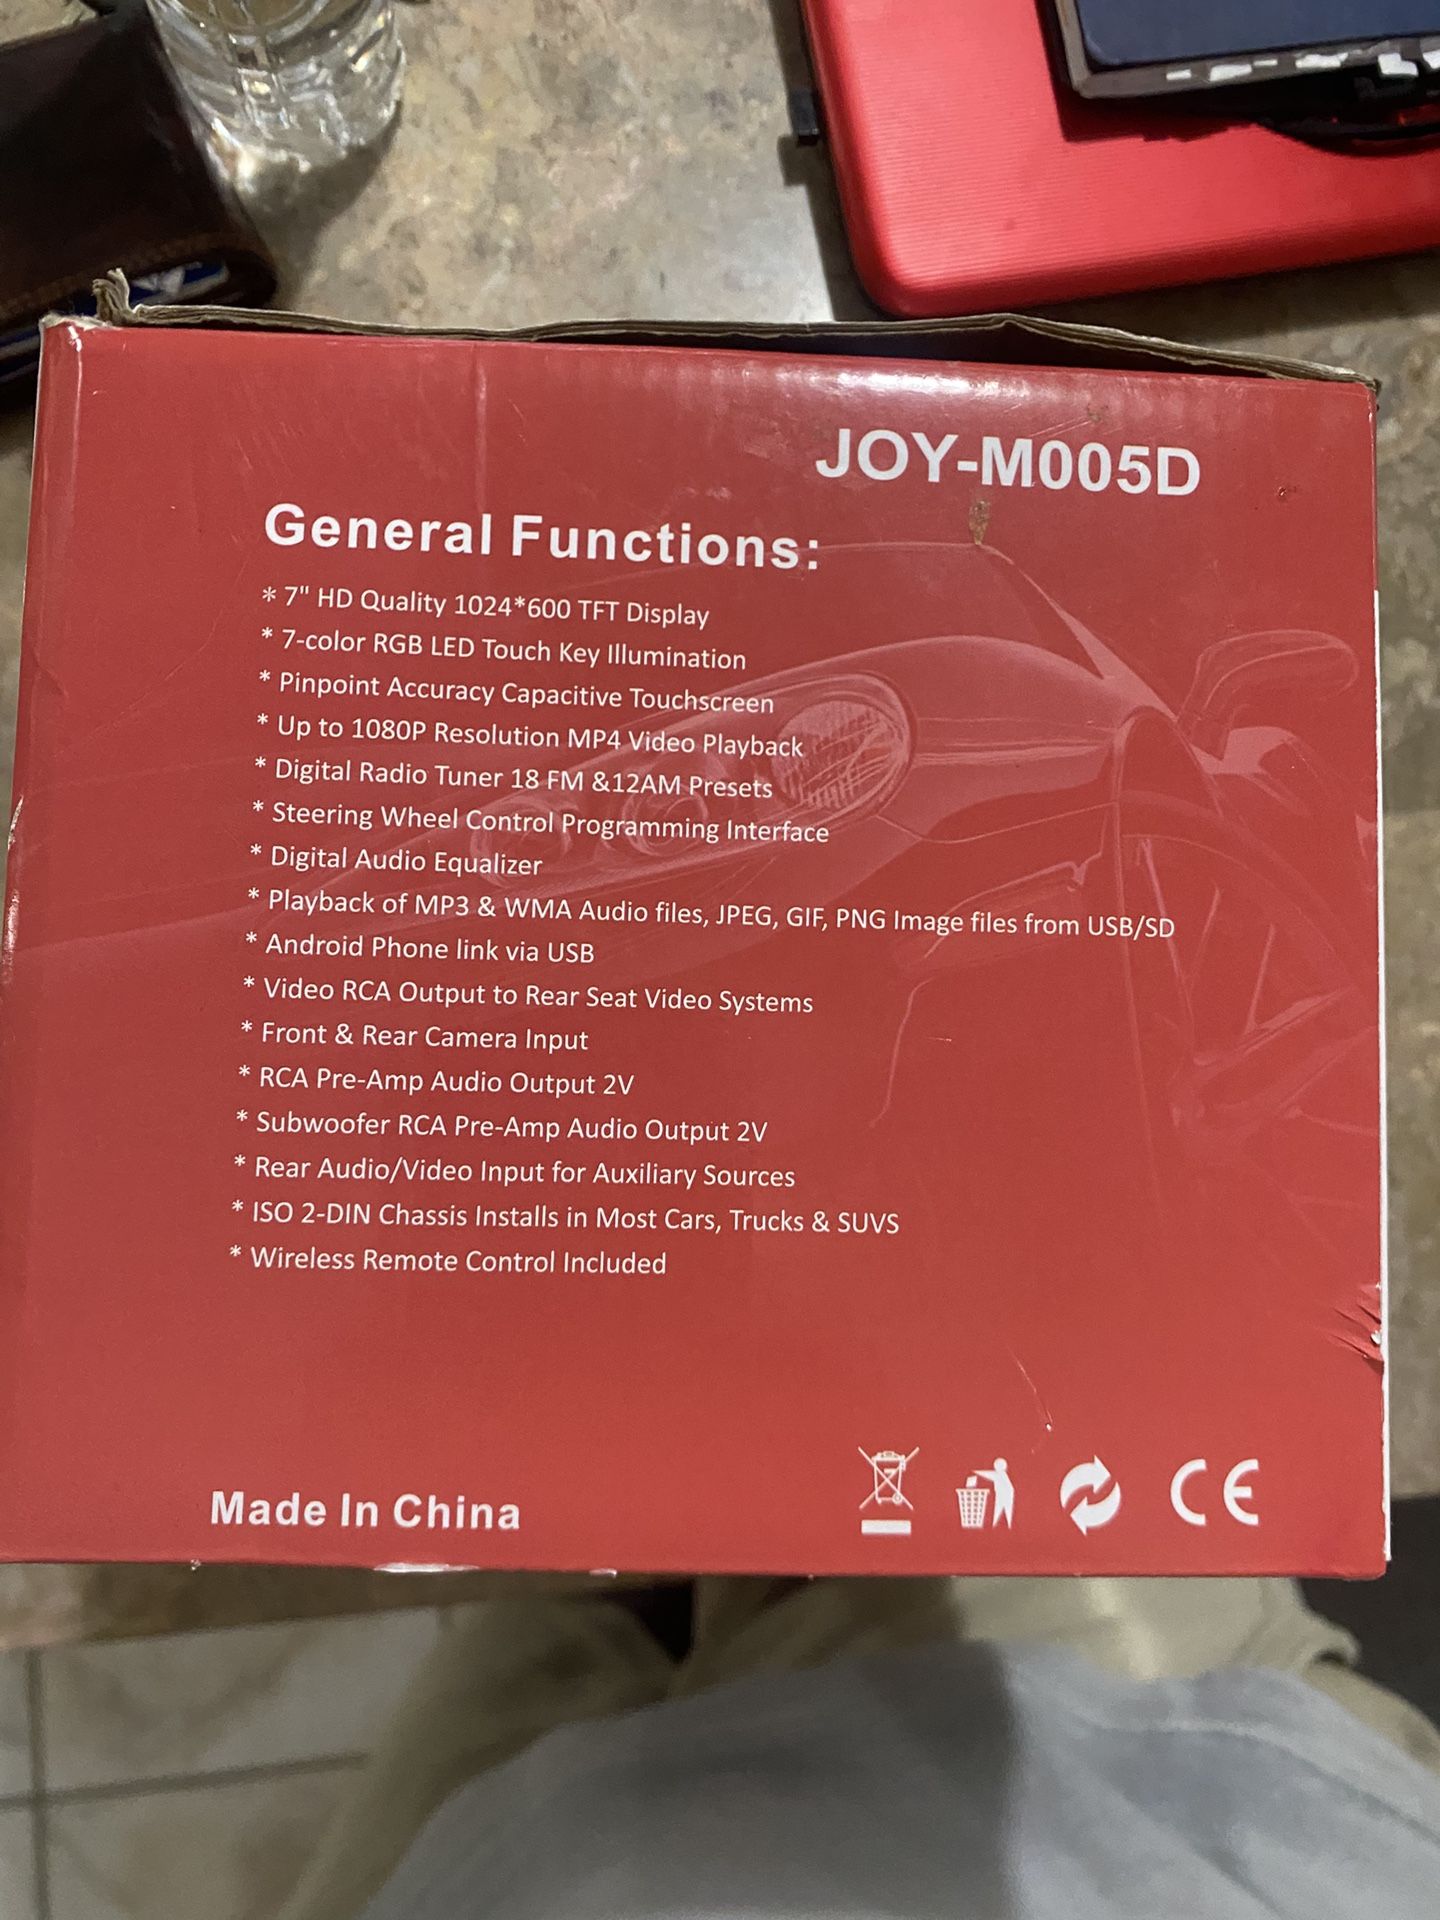 JOY-M005D
General Functions:
* 7" HD Quality 1024*600 TFT Display
* 7-color RGB LED Touch Key Illumination
* Pinpoint Accuracy Capacitive Touchscreen
* Up to 1080P Resolution MP4 Video Playback
* Digital Radio Tuner 18 FM &12AM Presets
* Steering Wheel Control Programming Interface
* Digital Audio Equalizer
* Playback of MP3 & WMA Audio files, JPEG, GIF, PNG Image files from USB/SD
* Android Phone link via USB
* Video RCA Output to Rear Seat Video Systems
* Front & Rear Camera Input
* RCA Pre-Amp Audio Output 2V
* Subwoofer RCA Pre-Amp Audio Output 2V
* Rear Audio/Video Input for Auxiliary Sources
* ISO 2-DIN Chassis Installs in Most Cars, Trucks & SUVS
* Wireless Remote Control Included
Made In China
CE